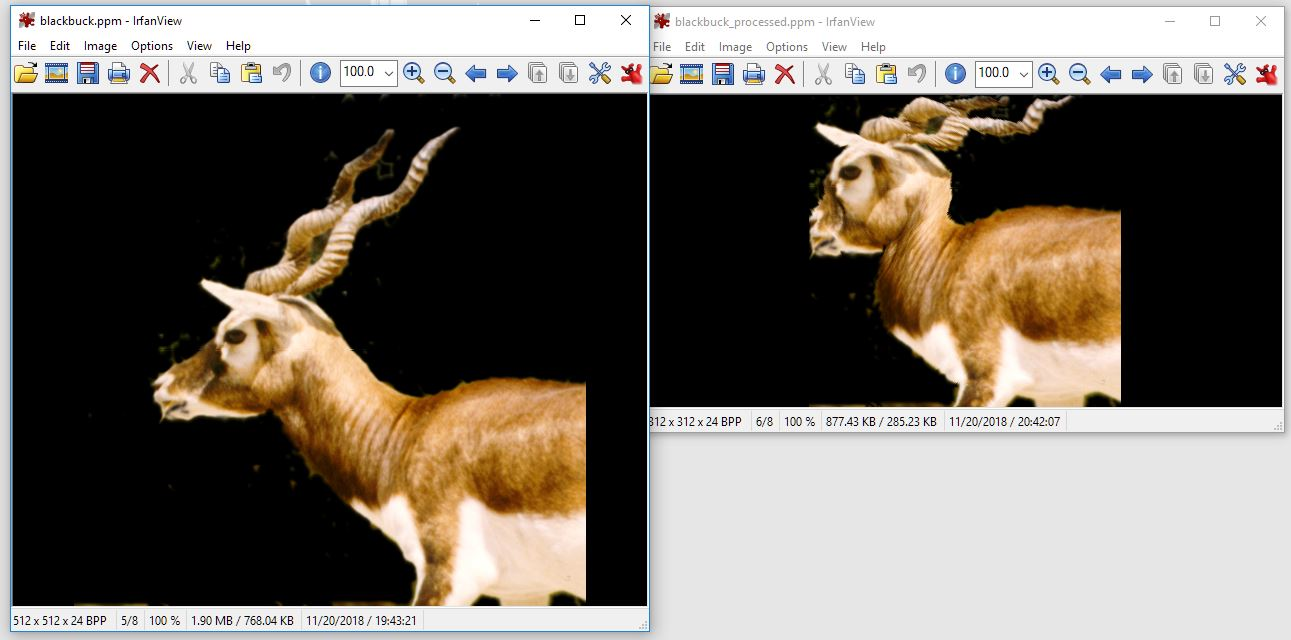 blackbuck.ppm - IrfanView
File Edit Image Options View Help
100.0
512 x 512 x 24 BPP 5/8 100 % 1.90 MB / 768.04 KB 11/20/2018 / 19:43:21
blackbuck_processed.ppm - IrfanView
File Edit Image Options View Help
100.0
312 x 312 x 24 BPP 6/8 100 % 877.43 KB / 285.23 KB 11/20/2018 / 20:42:07